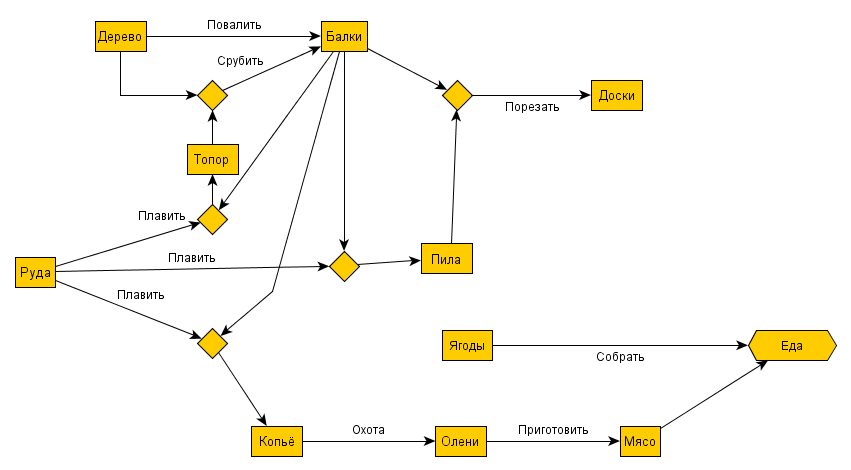 Повалить
Дерево
Балки
Срубить
Доски
Порезать
Топор
Плавить
Плавить
Пила
Руда
Плавить
Ягоды
Еда
Собрать
Охота
Приготовить
Копьё
Олени
Мясо